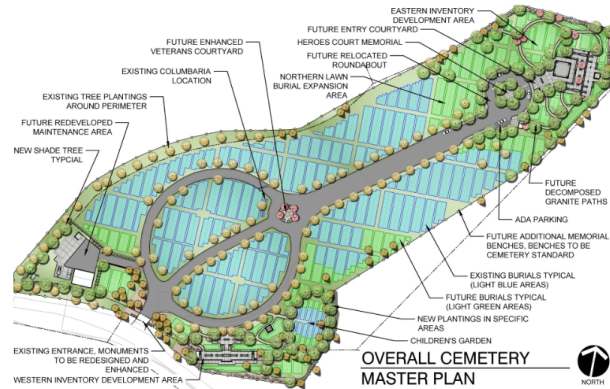 EASTERN INVENTORY
DEVELOPMENT AREA
FUTURE ENTRY COURTYARD
HEROES COURT MEMORIAL
FUTURE RELOCATED
ROUNDABOUT
NORTHERN LAWN
BURIAL EXPANSION
AREA
FUTURE ENHANCED
VETERANS COURTYARD
EXISTING COLUMBARIA
LOCATION
EXISTING TREE PLANTINGS
AROUND PERIMETER
FUTURE REDEVELOPED
MAINTENANCE AREA
NEW SHADE TREE
TYPCIAL
FUTURE
DECOMPOSED
GRANITE PATHS
ADA PARKING
FUTURE ADDITIONAL MEMORIAL
BENCHES, BENCHES TO BE
CEMETERY STANDARD
EXISTING BURIALS TYPICAL
(LIGHT BLUE AREAS)
FUTURE BURIALS TYPICAL
(LIGHT GREEN AREAS)
NEW PLANTINGS IN SPECIFIC
AREAS
CHILDREN'S GARDEN
EXISTING ENTRANCE, MONUMENTS
TO BE REDESIGNED AND
ENHANCED
WESTERN INVENTORY DEVELOPMENT AREA
OVERALL CEMETERY
MASTER PLAN
NORTH